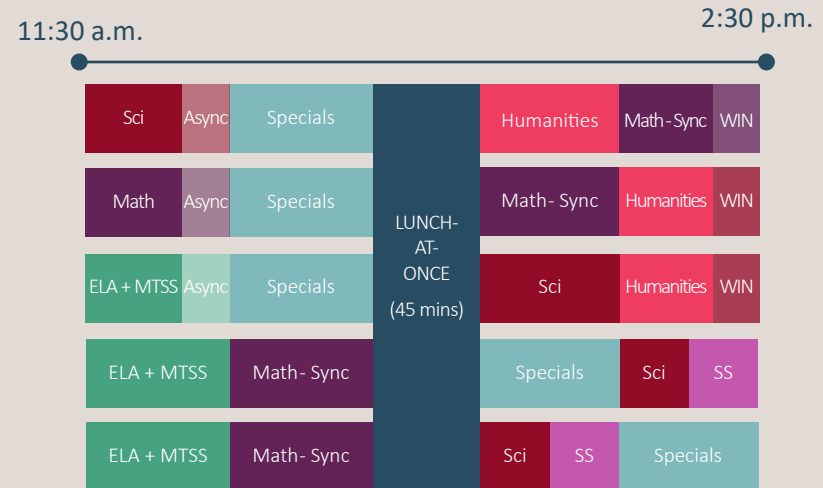 11:30 a.m.
2:30 p.m.
Sci Async Specials Humanities Math-Sync WIN
Math Async Specials Math- Sync Humanities WIN
LUNCH-
AT-
ONCE
(45 mins)
ELA + MTSS Async Specials Sci Humanities WIN
ELA + MTSS Math- Sync Specials Sci SS
ELA + MTSS Math- Sync Sci SS Specials